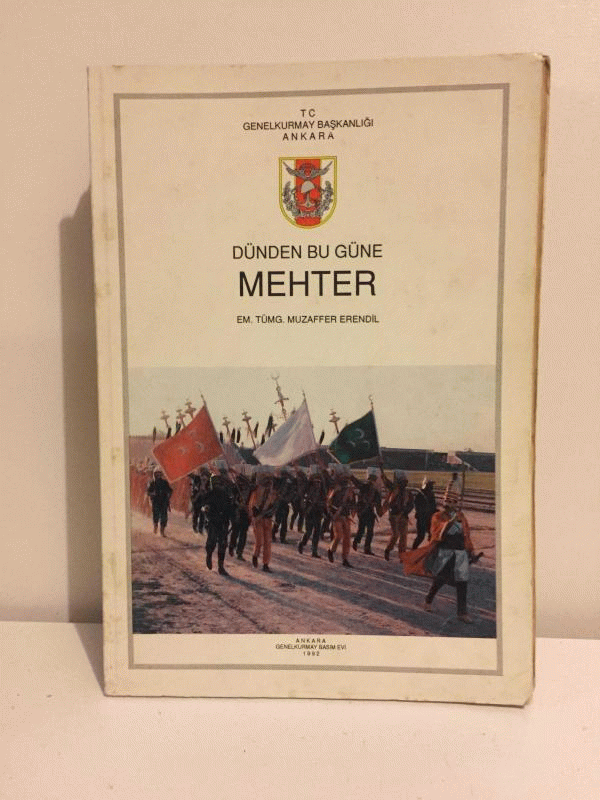 T C
GENELKURMAY BAŞKANLIĞI
ANKARA
DÜNDEN BU GÜNE
MEHTER
EM. TÜMG. MUZAFFER ERENDİL
ANKARA
GENELKURMAY BASIM EVİ
1992